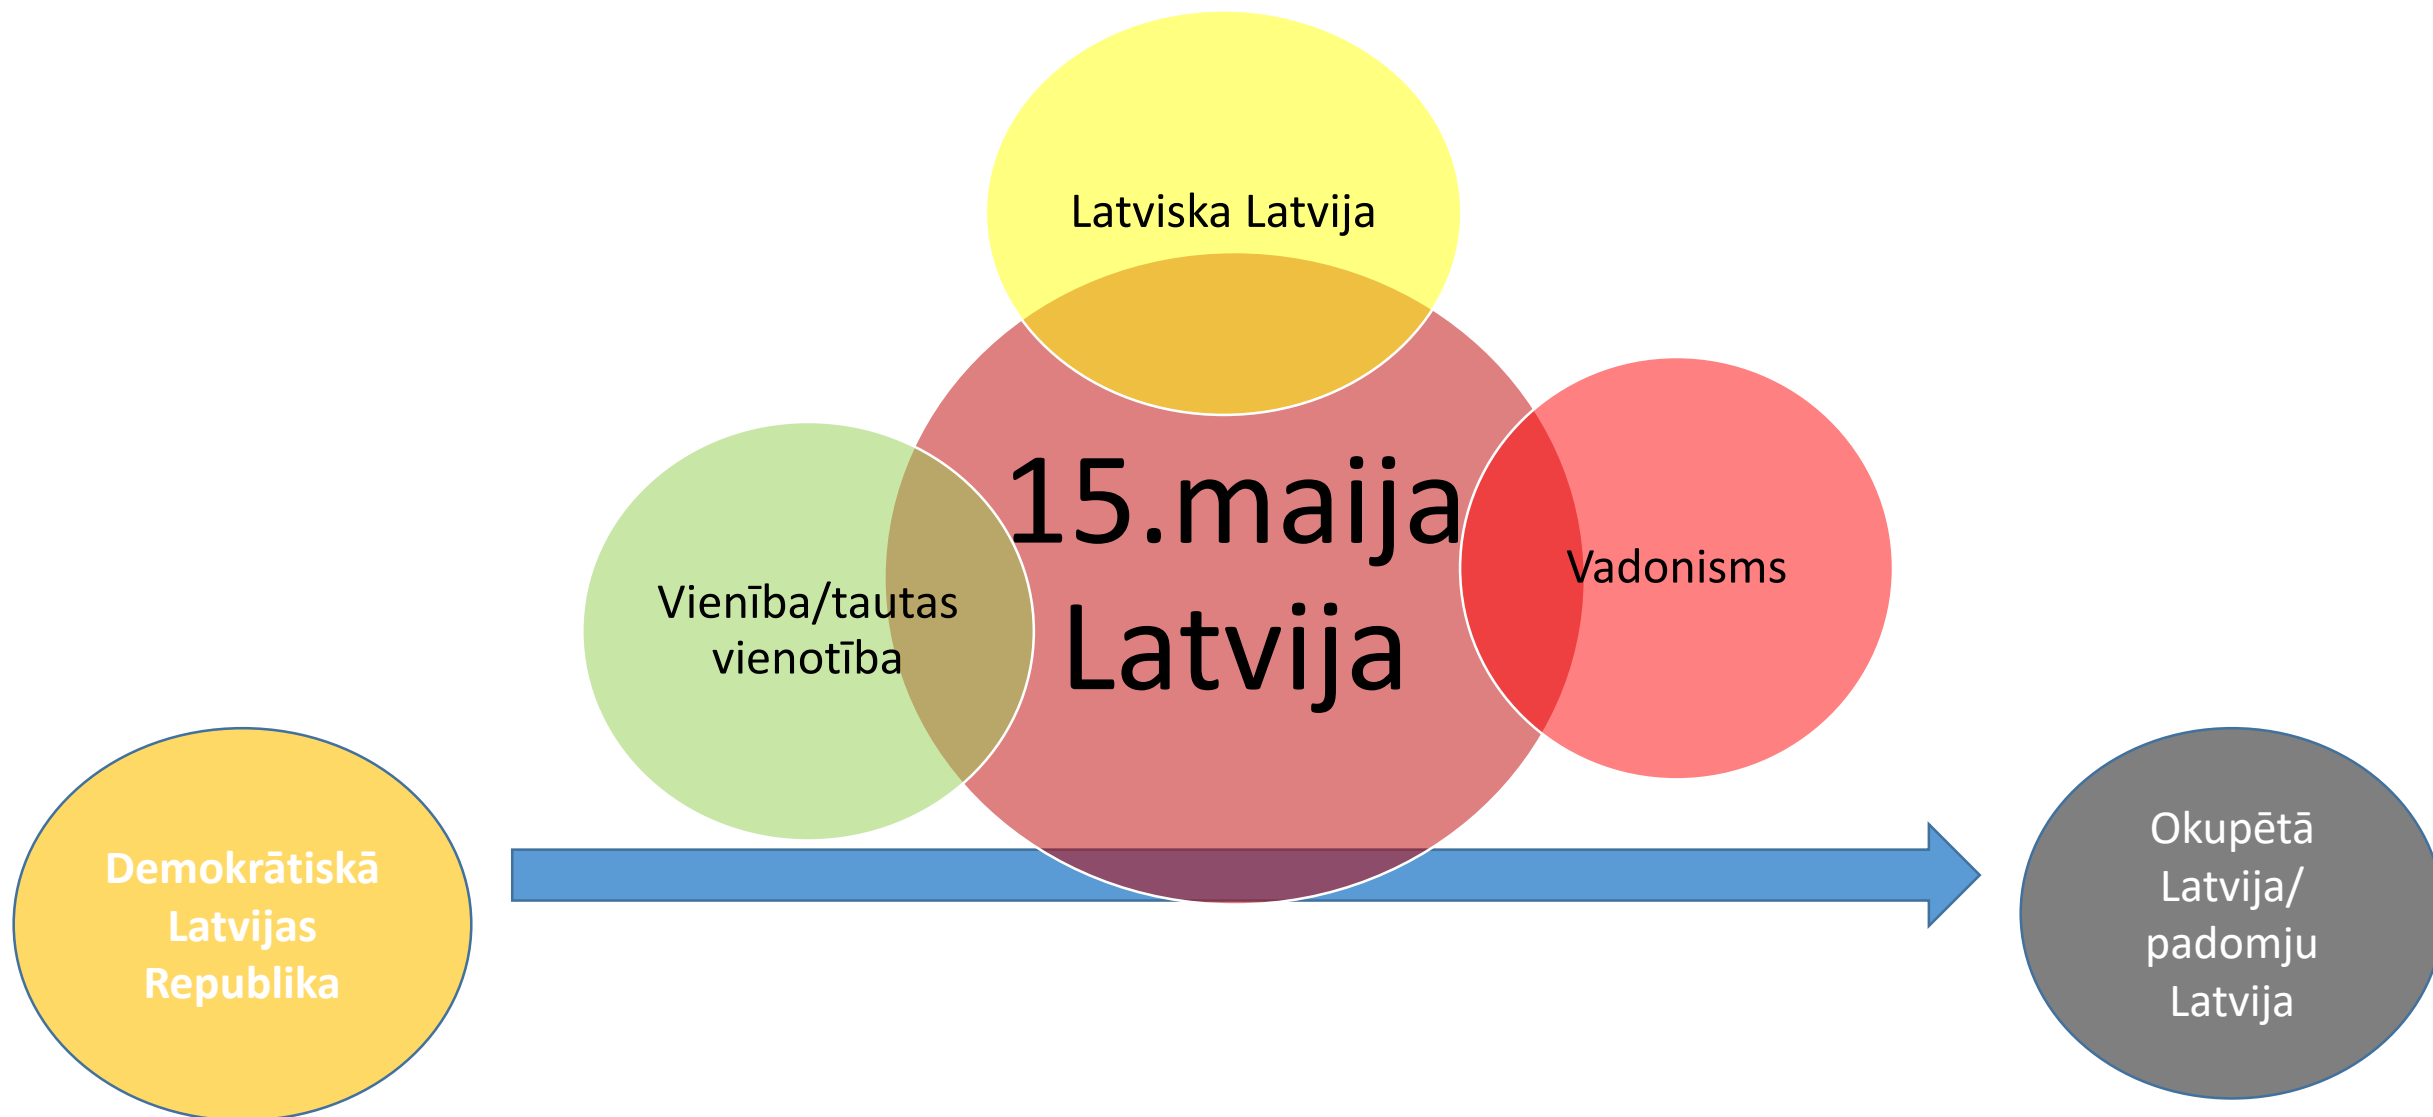 Latviska Latvija
15.maija
Latvija
Vadonisms
Vienība/tautas
vienotība
Demokrātiskā
Latvijas
Republika
Okupētā
Latvija/
padomju
Latvija